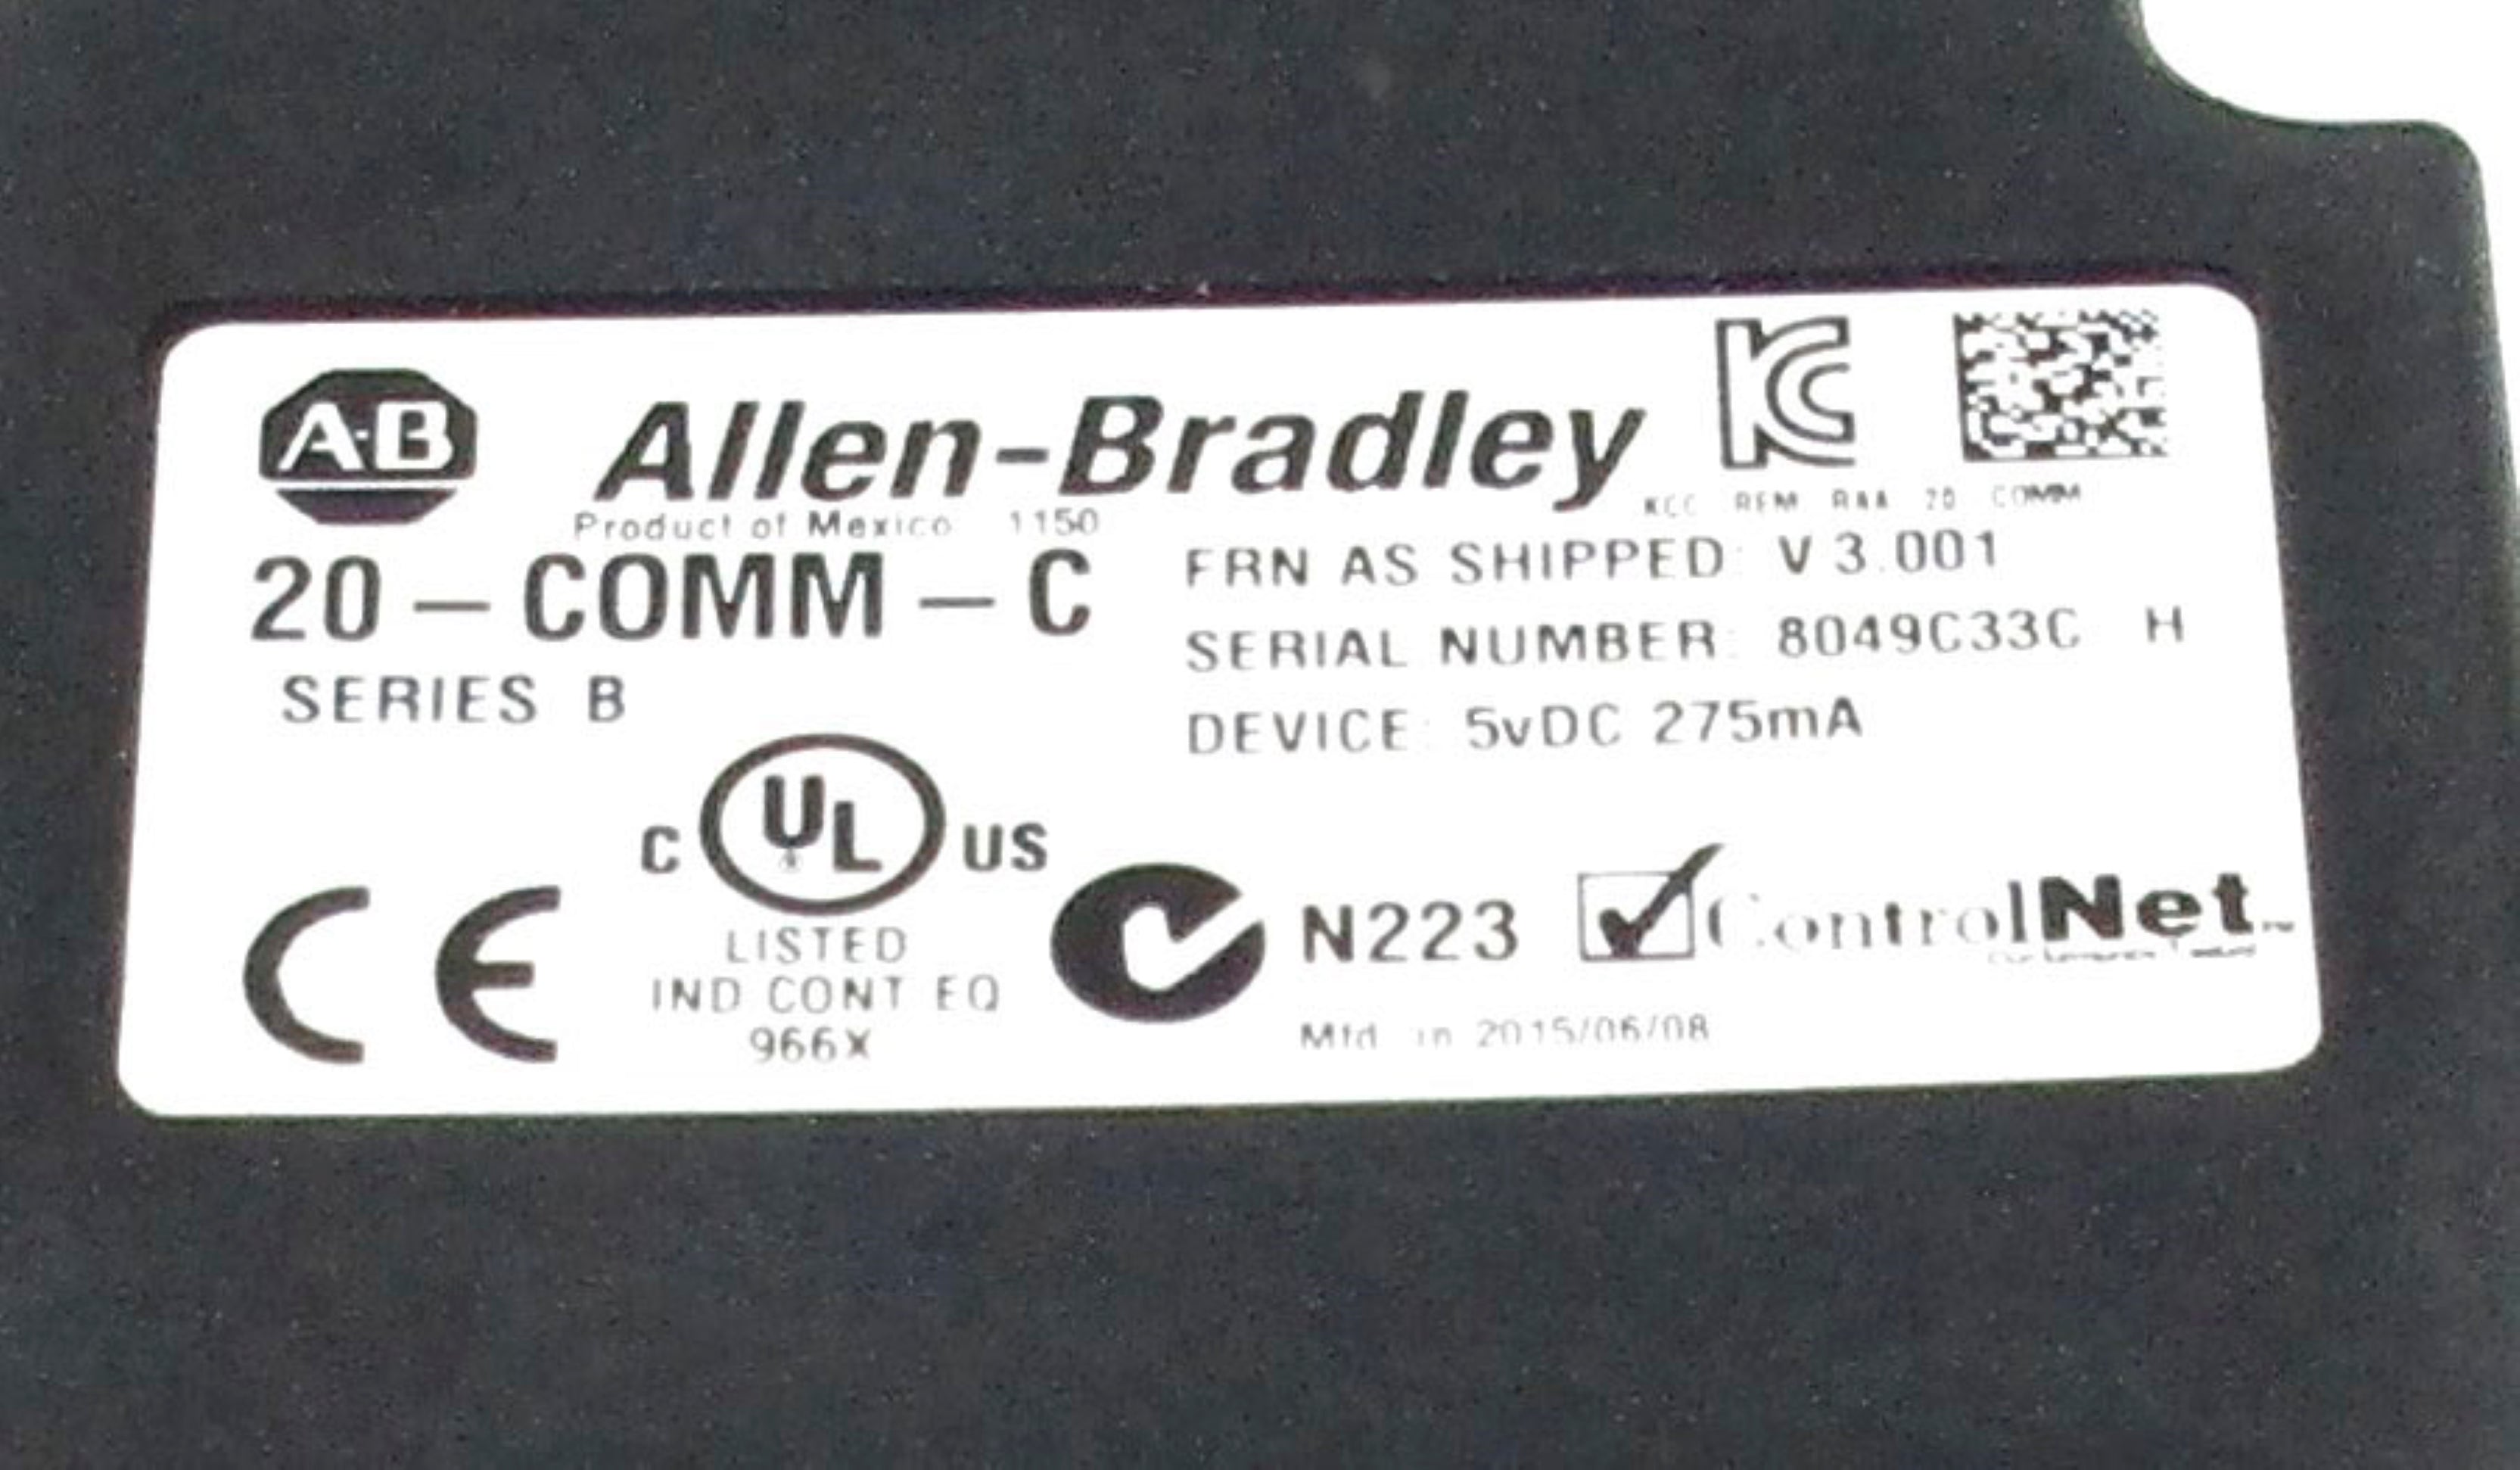 A-B Allen-Bradley
KCC REM RAA 20 COMM
Product of Mexico 1150
20-COMM-C
SERIES B
FRN AS SHIPPED: V 3.001
SERIAL NUMBER: 8049C33C H
DEVICE: 5vDC 275mA
C UL US
LISTED
IND CONT EQ
966X
CE
N223
ControlNet
Mfd in 2015/06/08